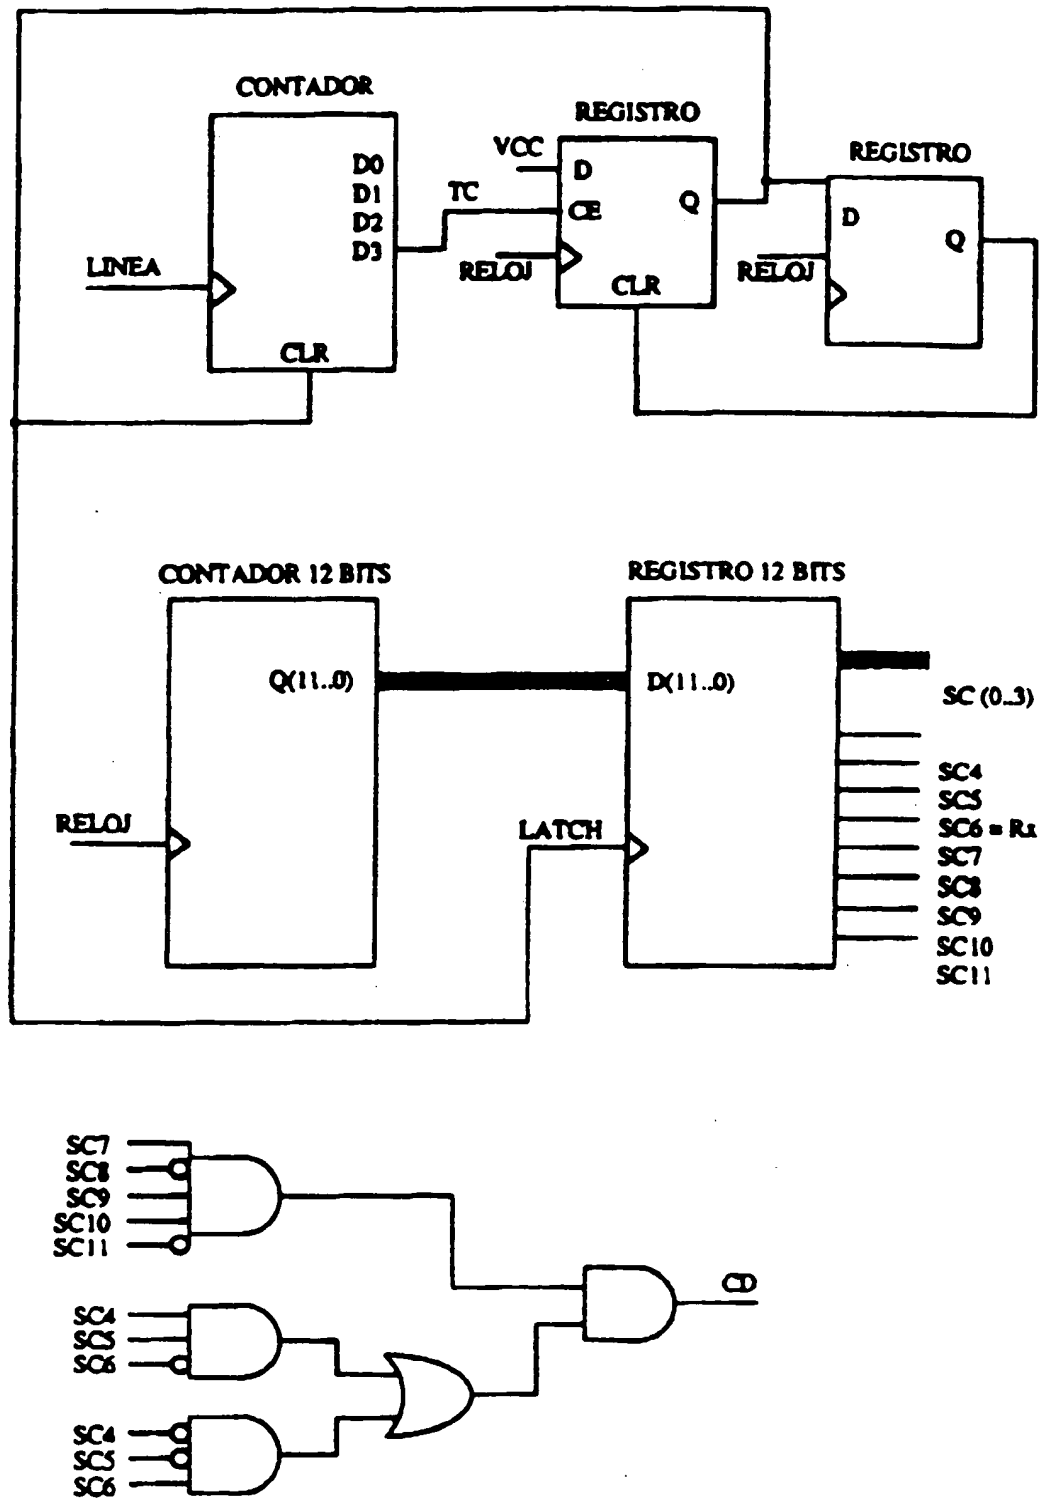 CONTADOR
REGISTRO
REGISTRO
VCC
D
D0
D1
D2
D3
TC
CE
Q
D
Q
LINEA
RELOJ
RELOJ
CLR
CLR
CONTADOR 12 BITS
REGISTRO 12 BITS
Q(11..0)
D(11..0)
SC (0..3)
SC4
SC5
SC6 = Rx
SC7
SC8
SC9
SC10
SC11
RELOJ
LATCH
SC7
SC8
SC9
SC10
SC11
CD
SC4
SC5
SC6
SC4
SC5
SC6